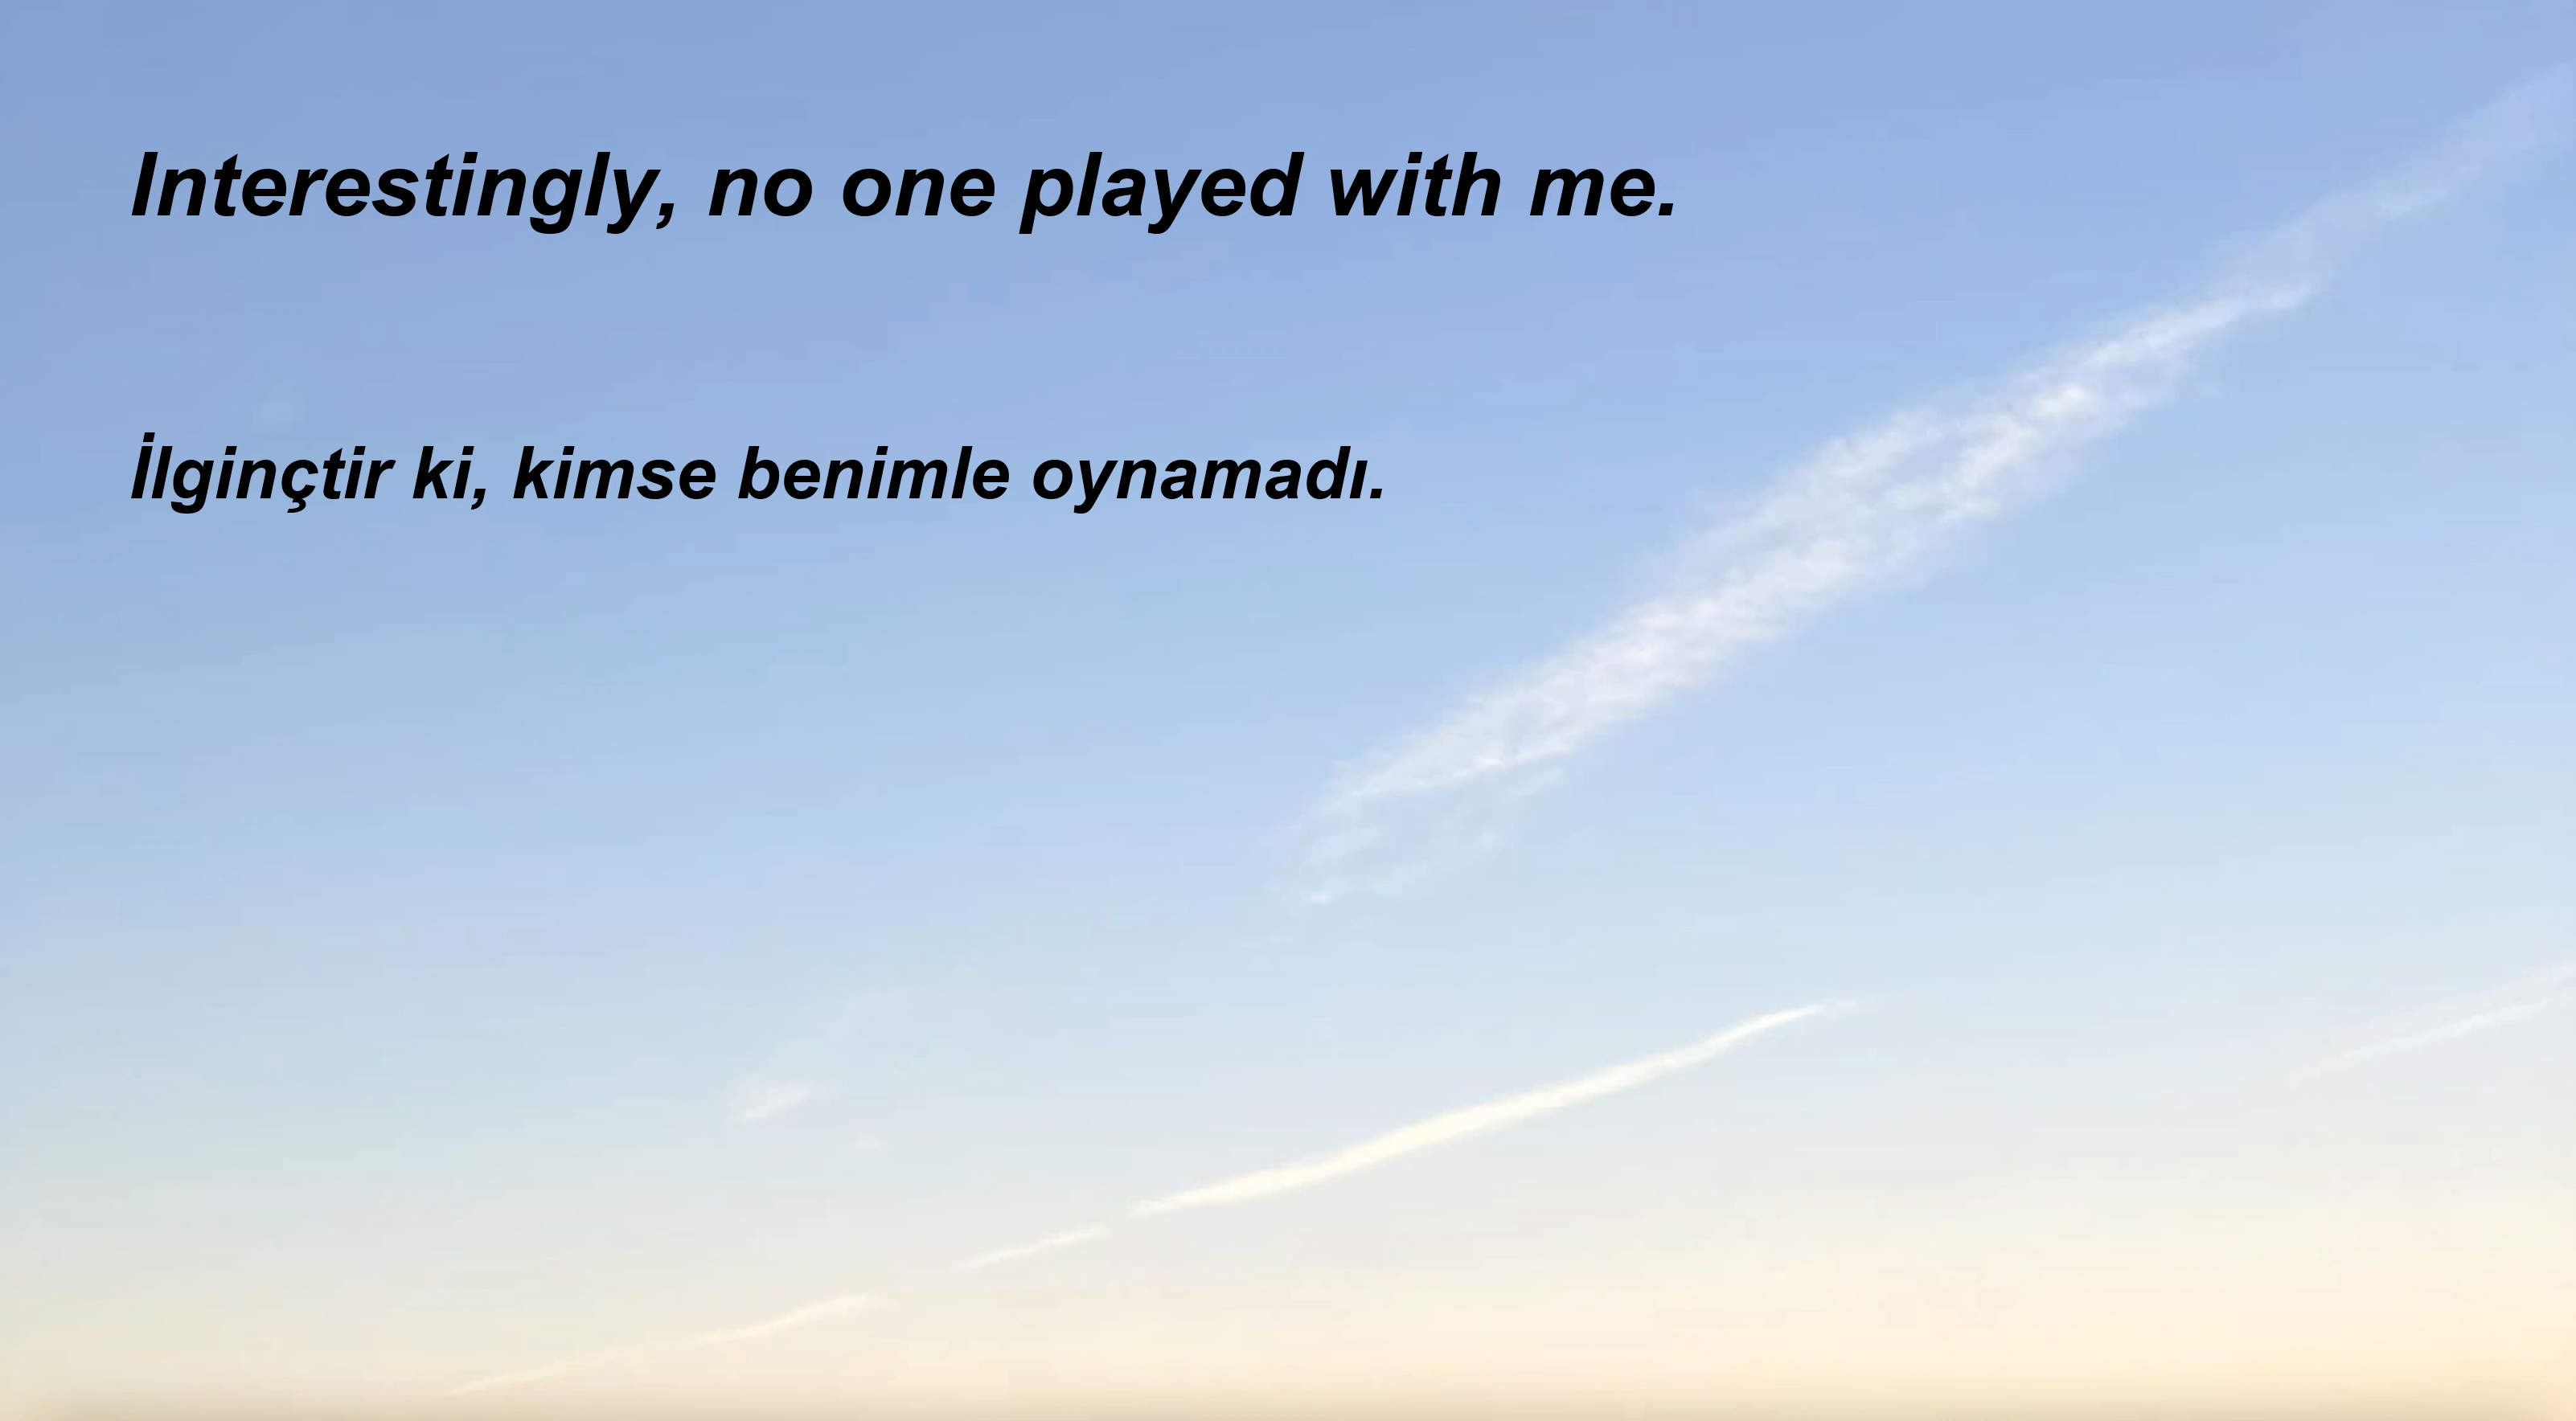 Interestingly, no one played with me.
İlginçtir ki, kimse benimle oynamadı.